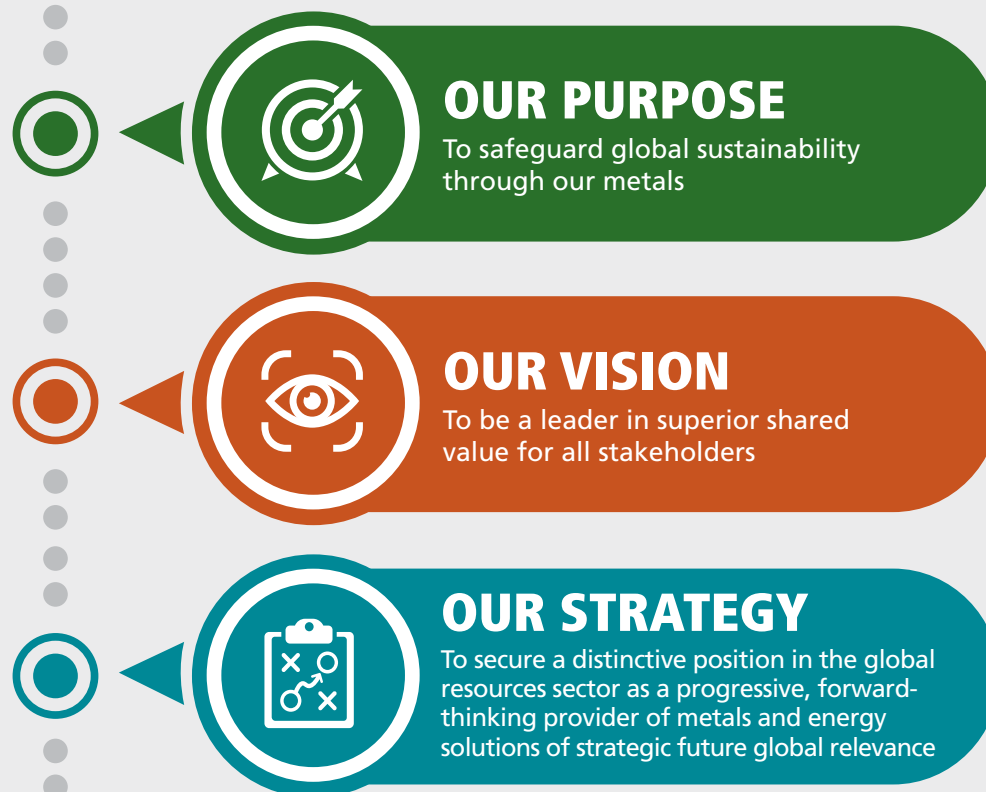 OUR PURPOSE
To safeguard global sustainability
through our metals
OUR VISION
To be a leader in superior shared
value for all stakeholders
OUR STRATEGY
To secure a distinctive position in the global
resources sector as a progressive, forward-
thinking provider of metals and energy
solutions of strategic future global relevance